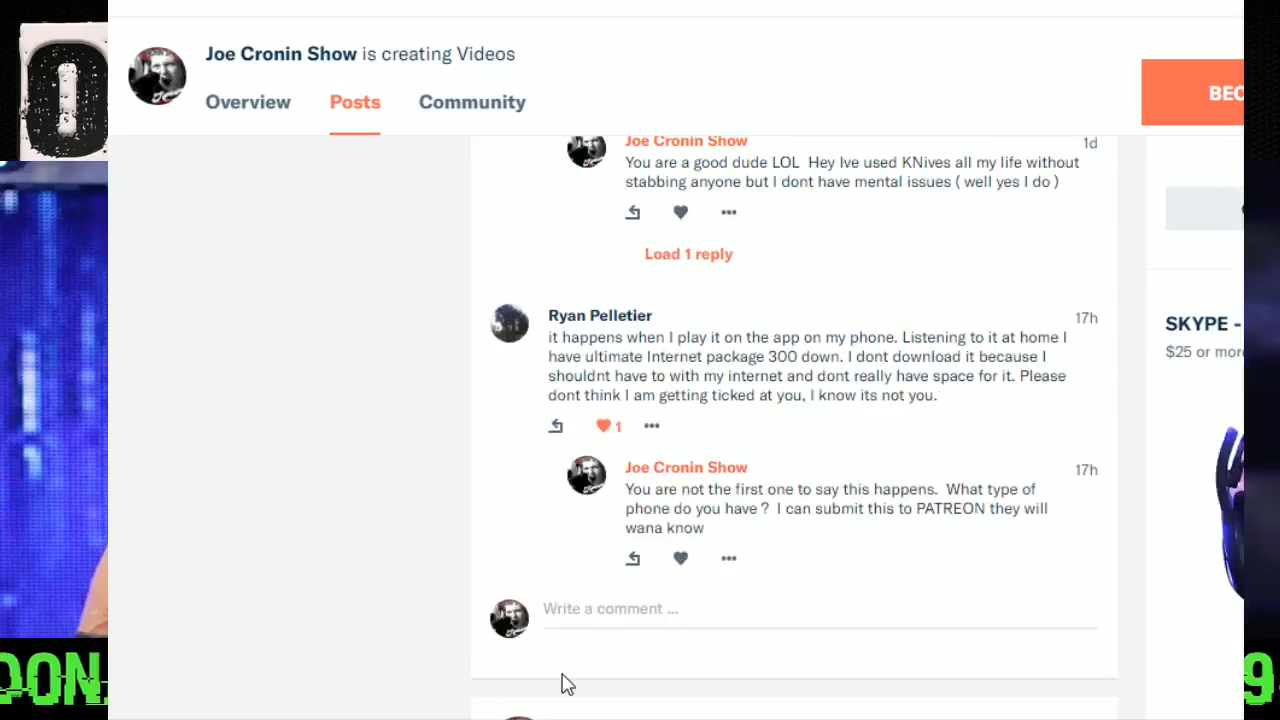 Joe Cronin Show is creating Videos
Overview Posts Community
BEC
Joe Cronin Show 1d
You are a good dude LOL Hey Ive used KNives all my life without
stabbing anyone but I dont have mental issues ( well yes I do )
Load 1 reply
Ryan Pelletier 17h
it happens when I play it on the app on my phone. Listening to it at home I
have ultimate Internet package 300 down. I dont download it because I
shouldnt have to with my internet and dont really have space for it. Please
dont think I am getting ticked at you, I know its not you.
1
Joe Cronin Show 17h
You are not the first one to say this happens. What type of
phone do you have ? I can submit this to PATREON they will
wana know
Write a comment ...
SKYPE -
$25 or more
DON
9